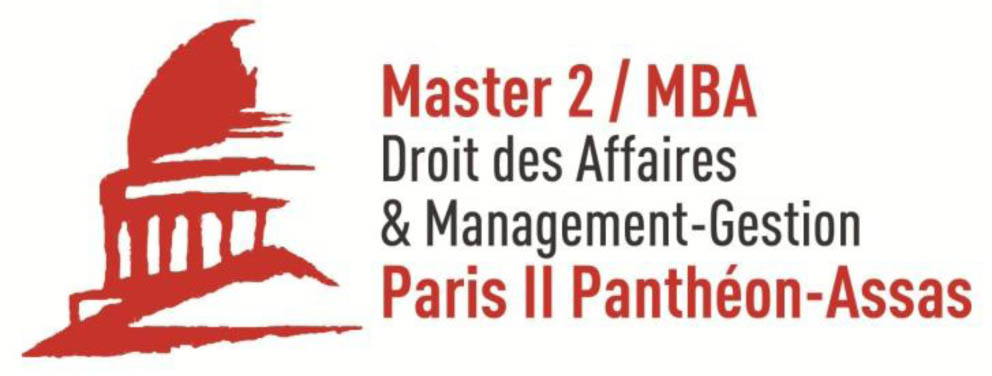 Master 2 / MBA
Droit des Affaires
& Management-Gestion
Paris II Panthéon-Assas